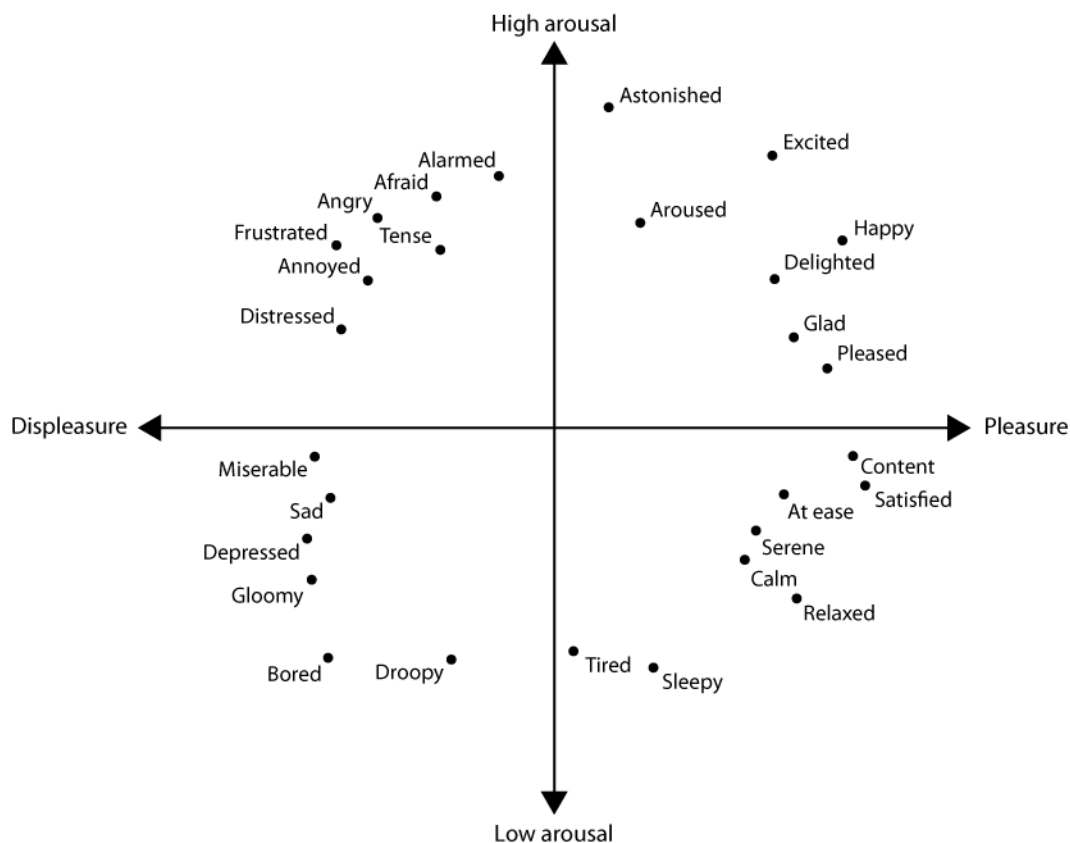 High arousal
Astonished
Excited
Alarmed
Afraid
Angry
Aroused
Frustrated
Tense
Happy
Annoyed
Delighted
Distressed
Glad
Pleased
Displeasure
Pleasure
Miserable
Content
Sad
Satisfied
At ease
Depressed
Serene
Gloomy
Calm
Relaxed
Bored
Droopy
Tired
Sleepy
Low arousal